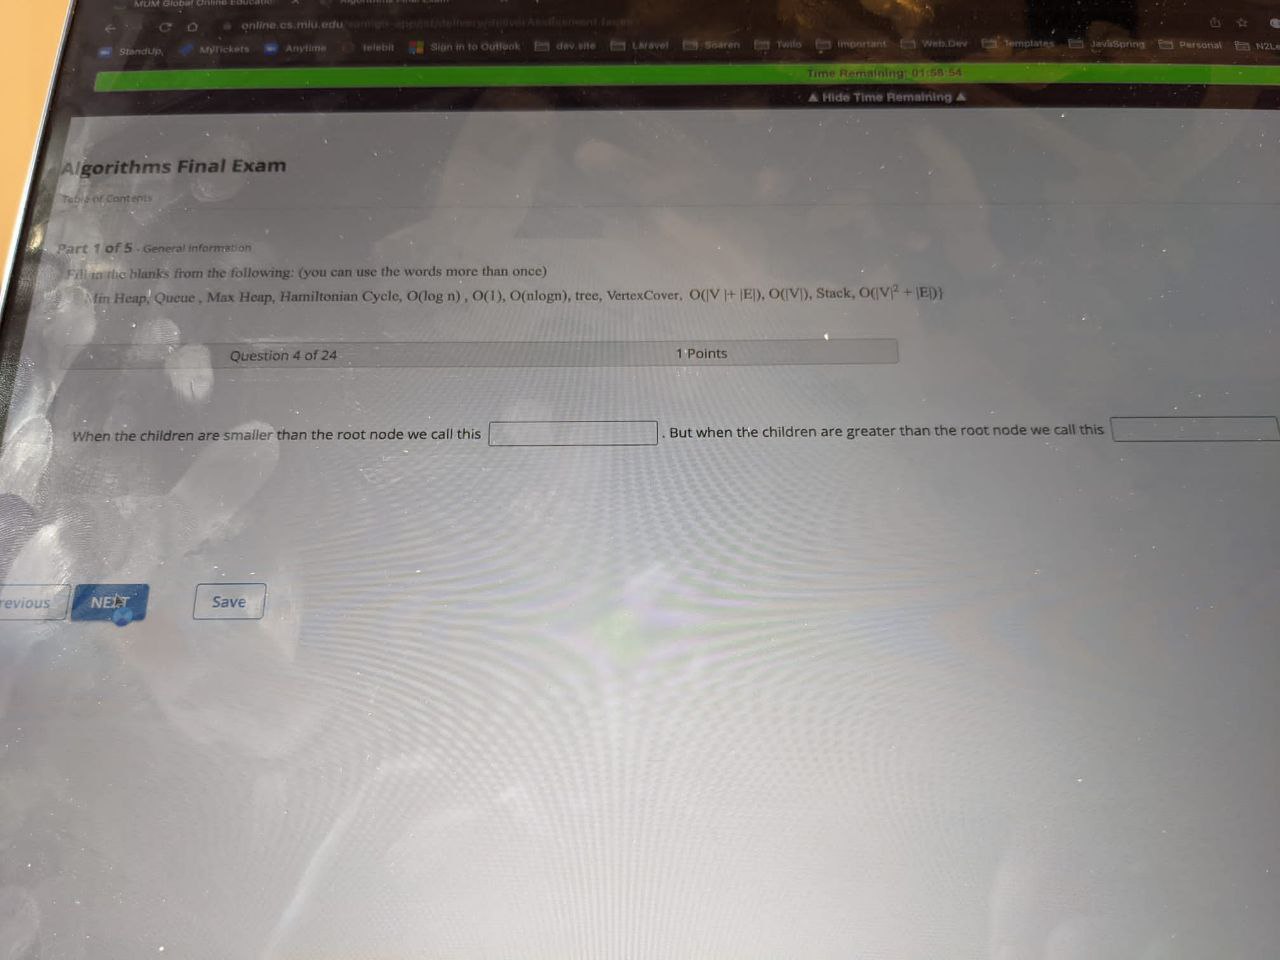 MUM Global Online Educatio
online.cs.miu.edu
StandUp, MyTickets Anytime telebit Sign in to Outlook dev.site Laravel Soaren Twilo Important Web.Dev Templates JavaSpring Personal N2Le
Time Remaining: 01:58:54
▲ Hide Time Remaining ▲
Algorithms Final Exam
Table of Contents
Part 1 of 5 - General Information
Fill in the blanks from the following: (you can use the words more than once)
Min Heap, Queue , Max Heap, Hamiltonian Cycle, O(log n) , O(1), O(nlogn), tree, VertexCover, O(|V |+ |E|), O(|V|), Stack, O(|V|² + |E|)}
Question 4 of 24 1 Points
When the children are smaller than the root node we call this . But when the children are greater than the root node we call this
revious NEXT Save